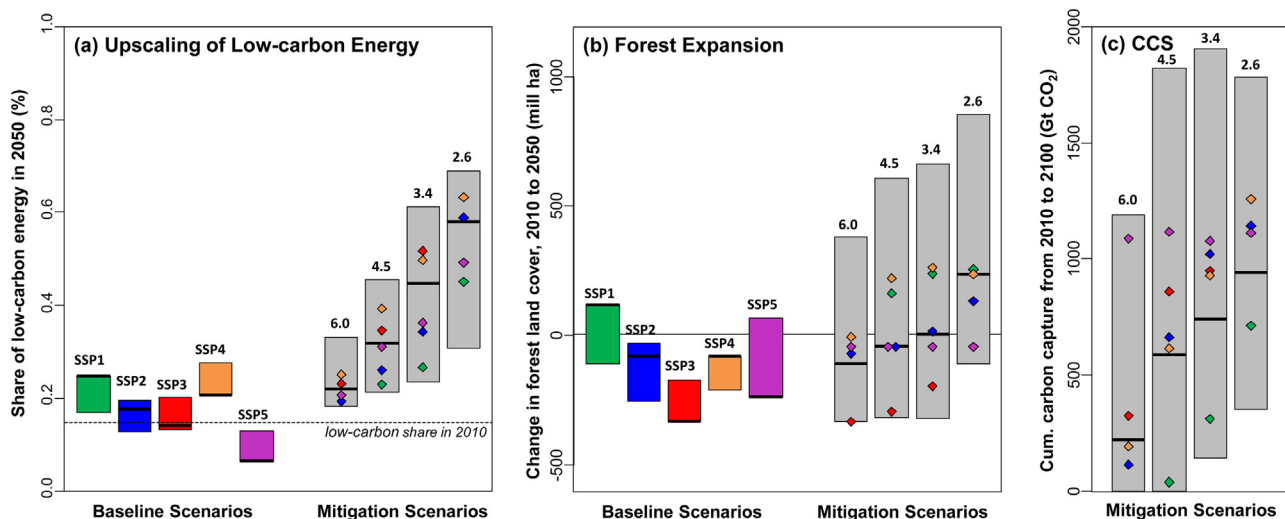 (a) Upscaling of Low-carbon Energy
Share of low-carbon energy in 2050 (%)
1.0
0.8
0.6
0.4
0.2
0.0
SSP1
SSP2
SSP3
SSP4
SSP5
6.0
4.5
3.4
2.6
low-carbon share in 2010
Baseline Scenarios
Mitigation Scenarios
(b) Forest Expansion
Change in forest land cover, 2010 to 2050 (mill ha)
1000
500
0
-500
SSP1
SSP2
SSP3
SSP4
SSP5
6.0
4.5
3.4
2.6
Baseline Scenarios
Mitigation Scenarios
(c) CCS
Cum. carbon capture from 2010 to 2100 (Gt CO₂)
2000
1500
1000
500
0
6.0
4.5
3.4
2.6
Mitigation Scenarios